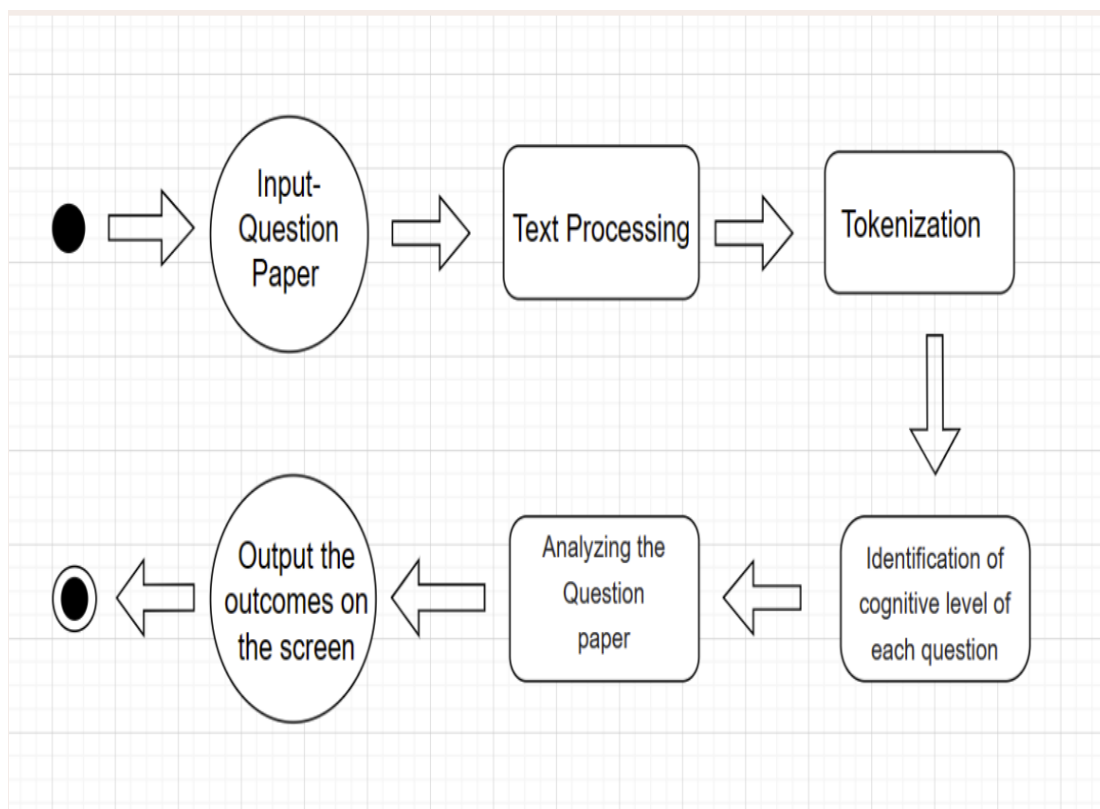 Input-
Question
Paper
Text Processing
Tokenization
Identification of
cognitive level of
each question
Analyzing the
Question
paper
Output the
outcomes on
the screen